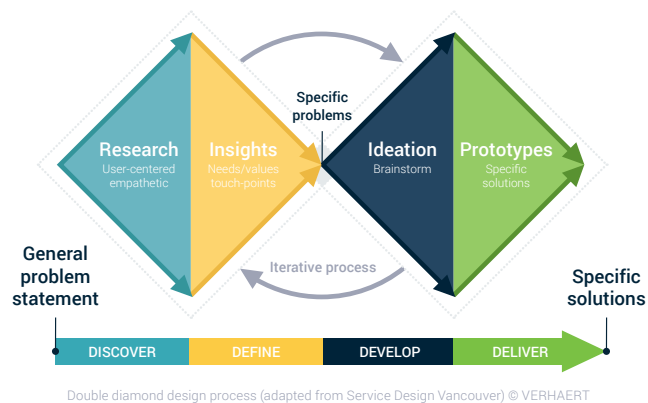 Specific
problems
Research
User-centered
empathetic
Insights
Needs/values
touch-points
Ideation
Brainstorm
Prototypes
Specific
solutions
General
problem
statement
Iterative process
Specific
solutions
DISCOVER
DEFINE
DEVELOP
DELIVER
Double diamond design process (adapted from Service Design Vancouver) © VERHAERT